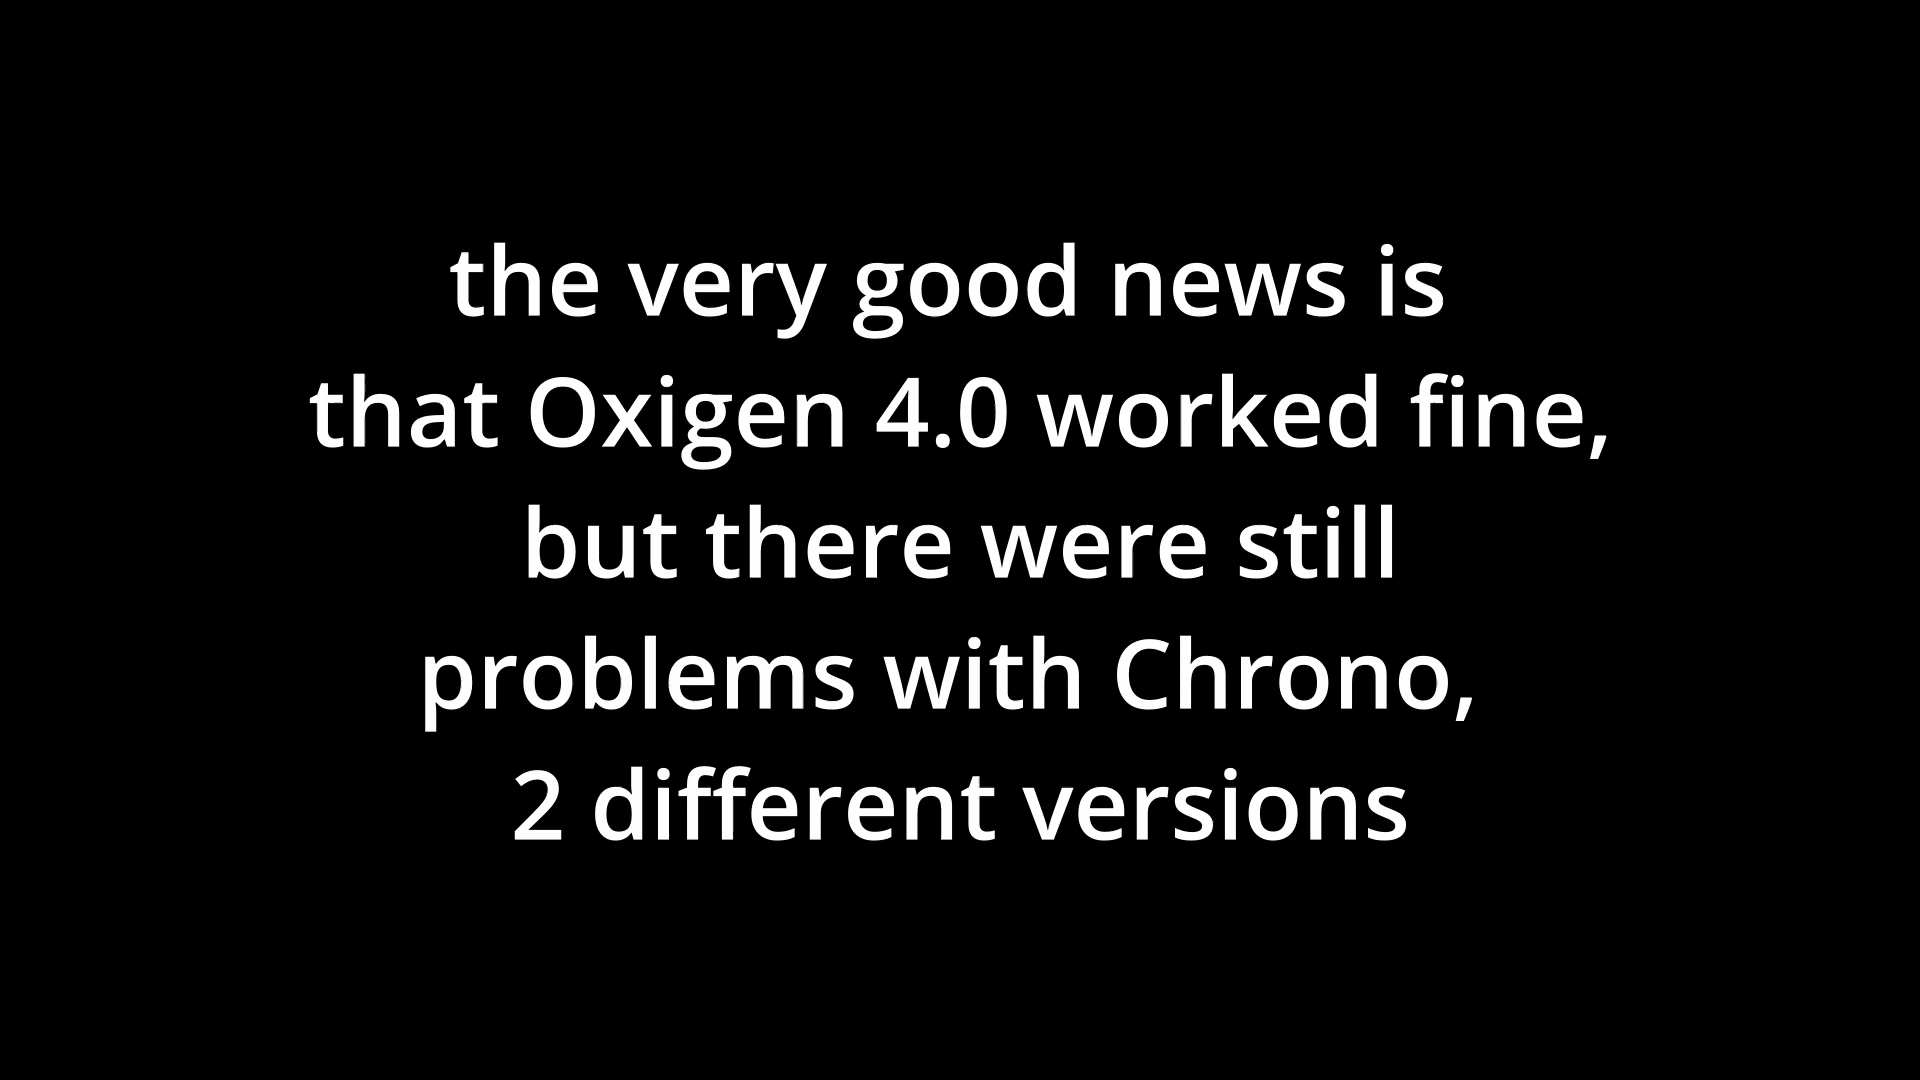 the very good news is
that Oxigen 4.0 worked fine,
but there were still
problems with Chrono,
2 different versions